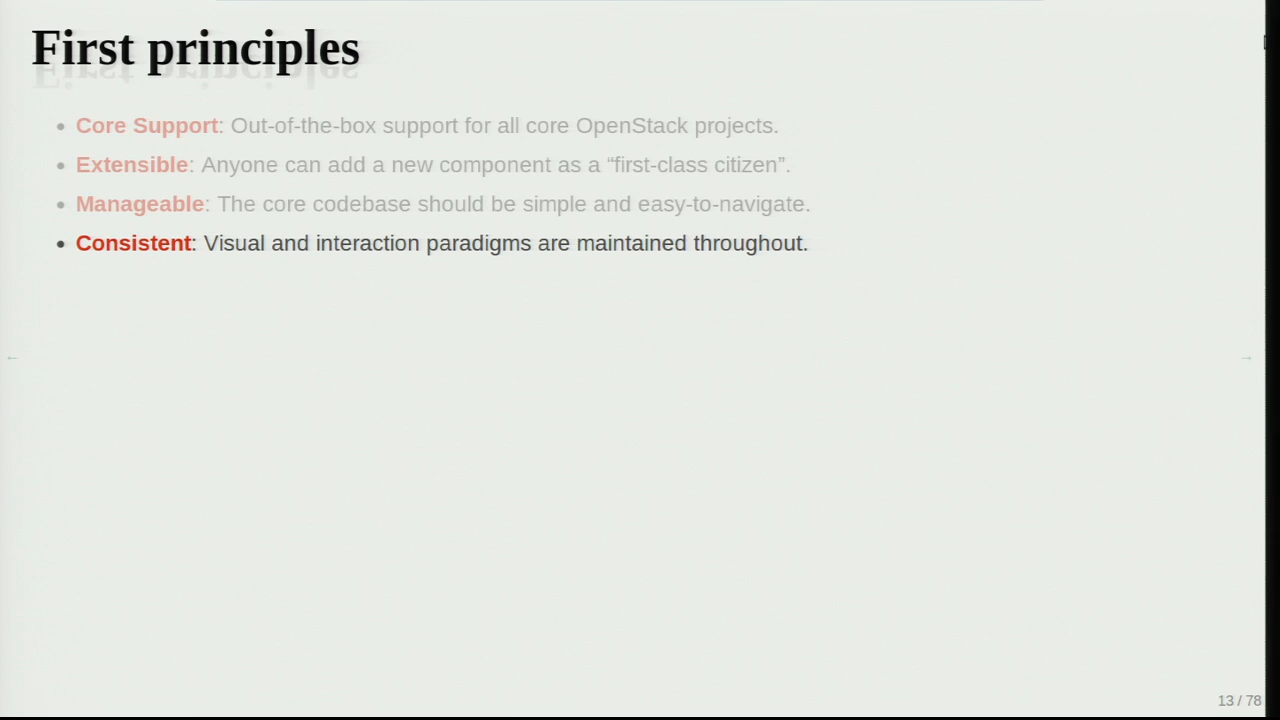 First principles
• Core Support: Out-of-the-box support for all core OpenStack projects.
• Extensible: Anyone can add a new component as a “first-class citizen”.
• Manageable: The core codebase should be simple and easy-to-navigate.
• Consistent: Visual and interaction paradigms are maintained throughout.
← →
13 / 78